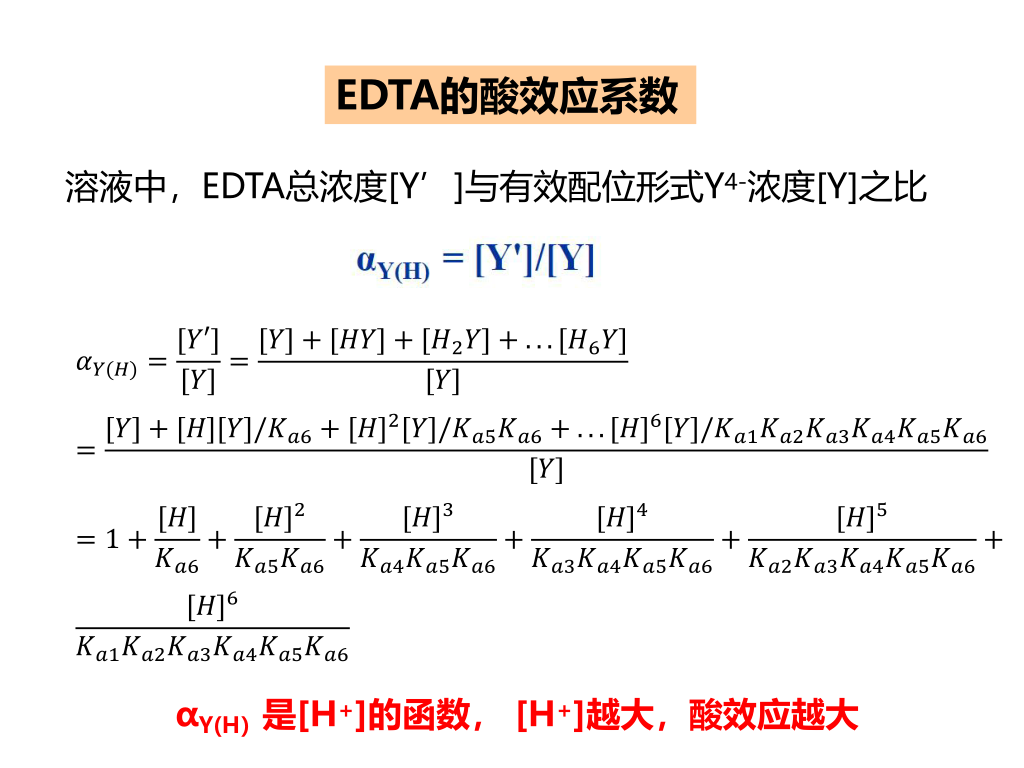 EDTA的酸效应系数
溶液中，EDTA总浓度[Y’]与有效配位形式Y⁴⁻浓度[Y]之比
α_Y(H) = [Y']/[Y]
α_{Y(H)} = \frac{[Y′]}{[Y]} = \frac{[Y] + [HY] + [H_2Y] + … [H_6Y]}{[Y]}
= \frac{[Y] + [H][Y]/K_{a6} + [H]^2[Y]/K_{a5}K_{a6} + … [H]^6[Y]/K_{a1}K_{a2}K_{a3}K_{a4}K_{a5}K_{a6}}{[Y]}
= 1 + \frac{[H]}{K_{a6}} + \frac{[H]^2}{K_{a5}K_{a6}} + \frac{[H]^3}{K_{a4}K_{a5}K_{a6}} + \frac{[H]^4}{K_{a3}K_{a4}K_{a5}K_{a6}} + \frac{[H]^5}{K_{a2}K_{a3}K_{a4}K_{a5}K_{a6}} +
\frac{[H]^6}{K_{a1}K_{a2}K_{a3}K_{a4}K_{a5}K_{a6}}
α_Y(H) 是[H⁺]的函数， [H⁺]越大，酸效应越大